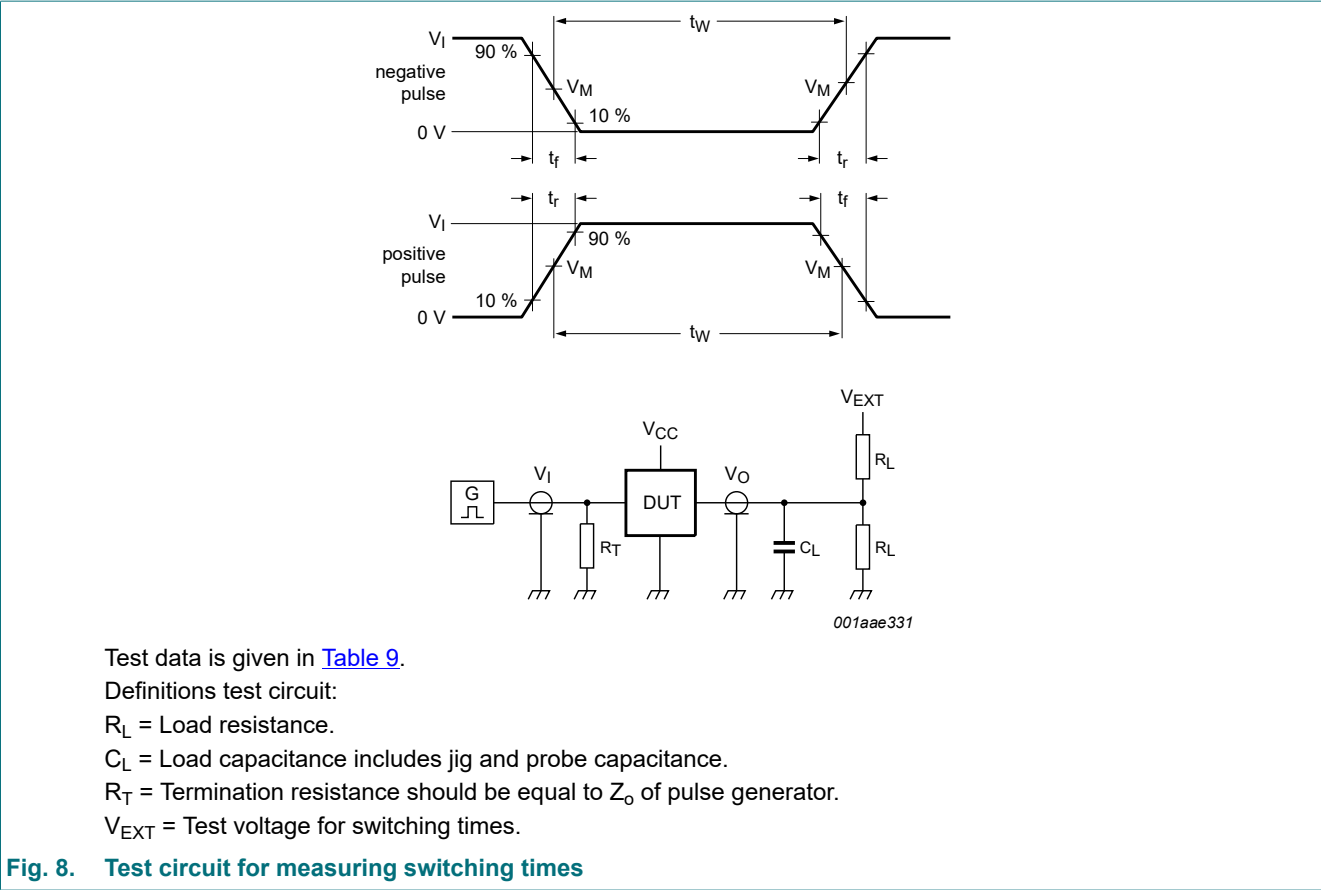 tW
VI
90 %
negative
pulse
VM
VM
10 %
0 V
tf
tr
tr
tf
VI
90 %
positive
pulse
VM
VM
10 %
0 V
tW
VEXT
VCC
RL
VI
VO
G
DUT
RT
CL
RL
001aae331
Test data is given in Table 9.
Definitions test circuit:
RL = Load resistance.
CL = Load capacitance includes jig and probe capacitance.
RT = Termination resistance should be equal to Zo of pulse generator.
VEXT = Test voltage for switching times.
Fig. 8. Test circuit for measuring switching times